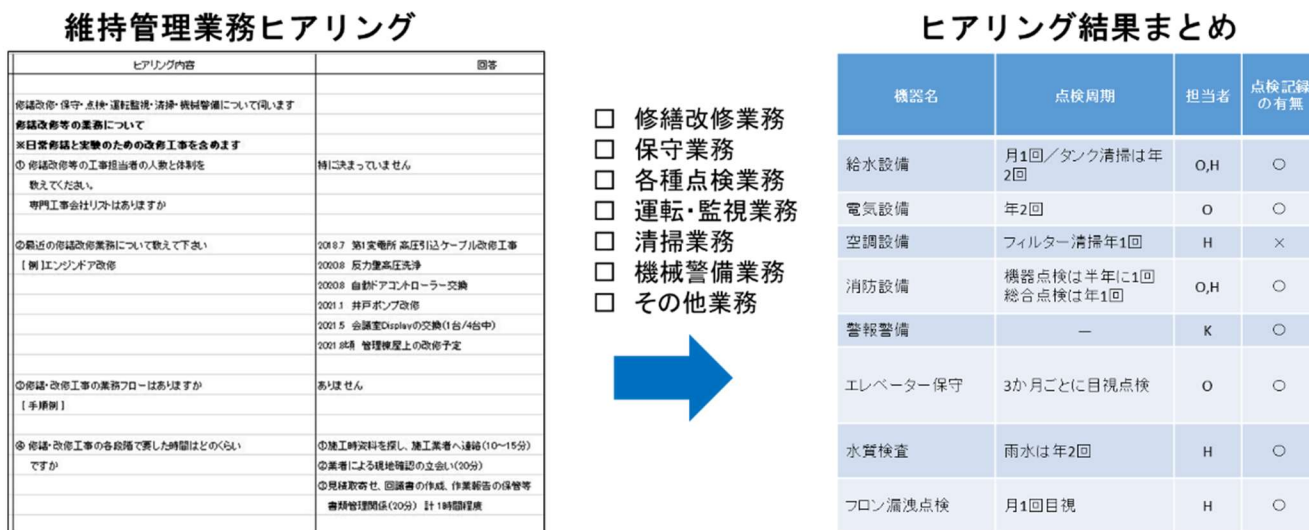 維持管理業務ヒアリング
ヒアリング内容 回答
修繕改修・保守・点検・運転監視・清掃・機械警備について伺います
修繕改修等の業務について
※日常修繕と実験のための改修工事を含めます
① 修繕改修等の工事担当者の人数と体制を 特に決まっていません
教えてください。
専門工事会社リストはありますか
②最近の修繕改修業務について教えて下さい 2018.7 第1変電所 高圧引込ケーブル改修工事
[例]エンジンドア改修 2020.8 反力壁高圧洗浄
2020.8 自動ドアコントローラー交換
2021.1 井戸ポンプ改修
2021.5 会議室Displayの交換(1台/4台中)
2021.8頃 管理棟屋上の改修予定
③修繕・改修工事の業務フローはありますか ありません
[手順例]
④ 修繕・改修工事の各段階で要した時間はどのくらい ①施工時資料を探し、施工業者へ連絡(10～15分)
ですか ②業者による現地確認の立会い(20分)
③見積取寄せ、回議書の作成、作業報告の保管等
書類管理関係(20分) 計1時間程度
□ 修繕改修業務
□ 保守業務
□ 各種点検業務
□ 運転・監視業務
□ 清掃業務
□ 機械警備業務
□ その他業務
ヒアリング結果まとめ
機器名 点検周期 担当者 点検記録
の有無
給水設備 月1回／タンク清掃は年
2回 O,H ○
電気設備 年2回 O ○
空調設備 フィルター清掃年1回 H ×
消防設備 機器点検は半年に1回
総合点検は年1回 O,H ○
警報警備 ― K ○
エレベーター保守 3か月ごとに目視点検 O ○
水質検査 雨水は年2回 H ○
フロン漏洩点検 月1回目視 H ○